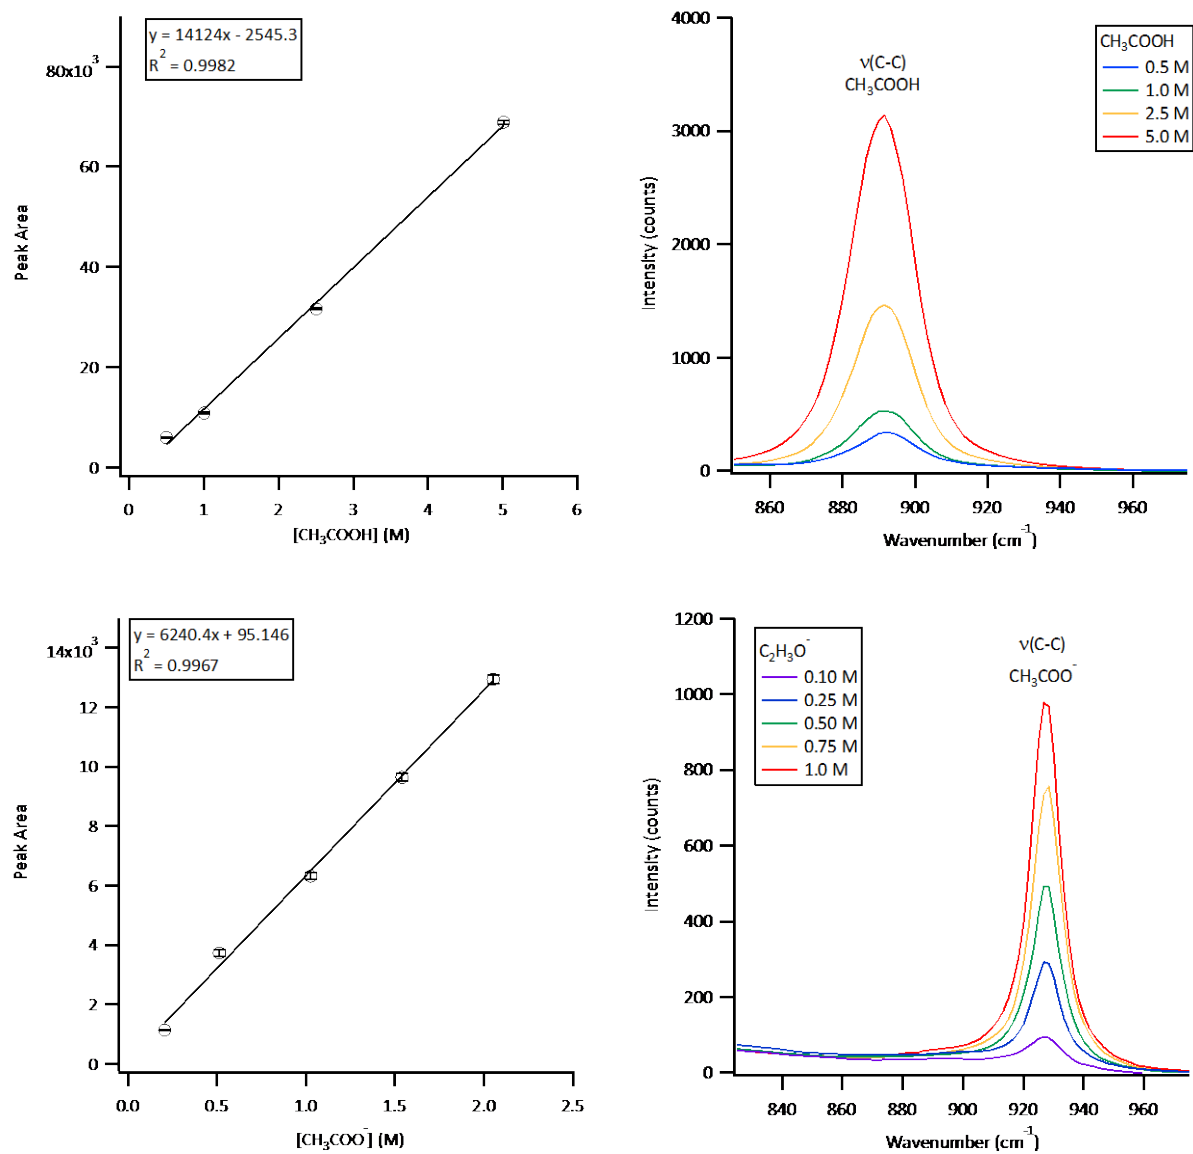 y = 14124x - 2545.3
R² = 0.9982
80x10³
60
40
20
0
Peak Area
0 1 2 3 4 5 6
[CH₃COOH] (M)
4000
3000
2000
1000
0
Intensity (counts)
ν(C-C)
CH₃COOH
CH₃COOH
0.5 M
1.0 M
2.5 M
5.0 M
860 880 900 920 940 960
Wavenumber (cm⁻¹)
y = 6240.4x + 95.146
R² = 0.9967
14x10³
12
10
8
6
4
2
0
Peak Area
0.0 0.5 1.0 1.5 2.0 2.5
[CH₃COO⁻] (M)
1200
1000
800
600
400
200
0
Intensity (counts)
C₂H₃O⁻
0.10 M
0.25 M
0.50 M
0.75 M
1.0 M
ν(C-C)
CH₃COO⁻
840 860 880 900 920 940 960
Wavenumber (cm⁻¹)